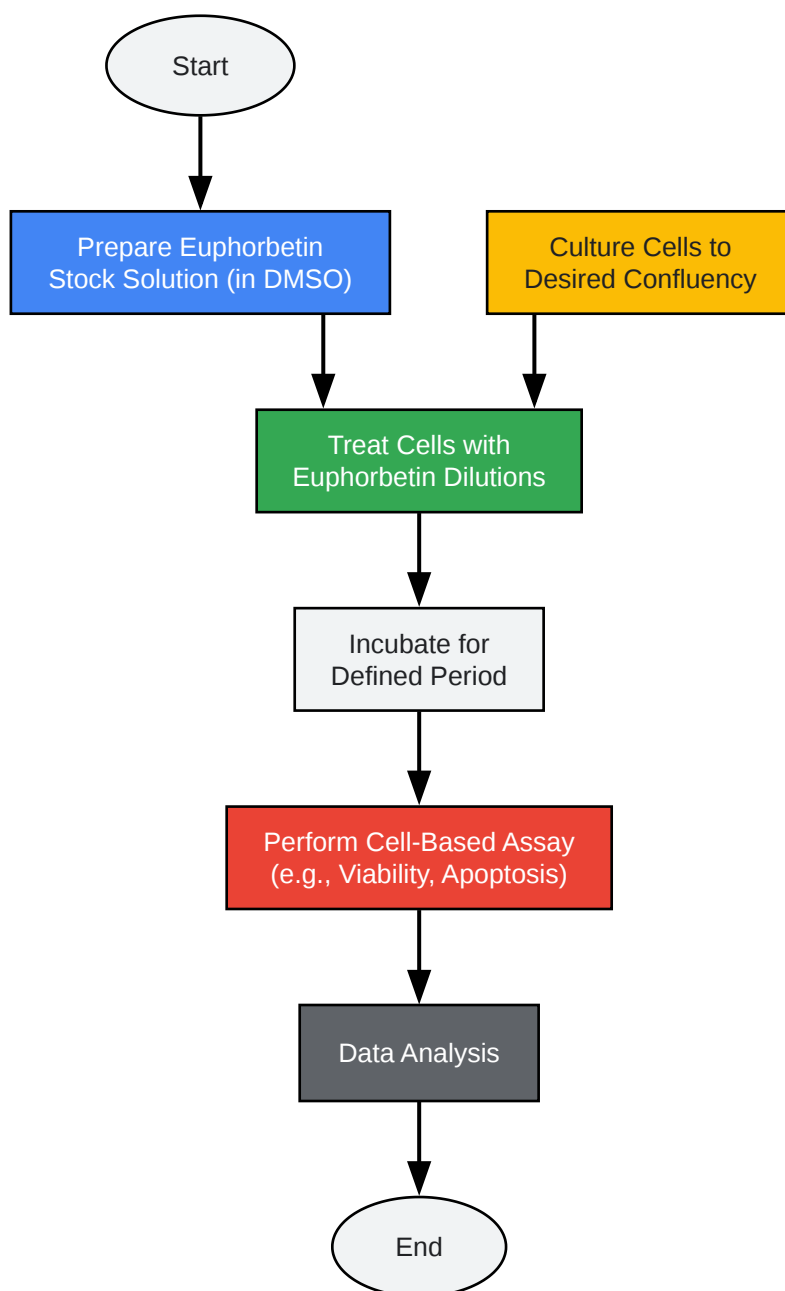 Start
Prepare Euphorbetin
Stock Solution (in DMSO)
Culture Cells to
Desired Confluency
Treat Cells with
Euphorbetin Dilutions
Incubate for
Defined Period
Perform Cell-Based Assay
(e.g., Viability, Apoptosis)
Data Analysis
End